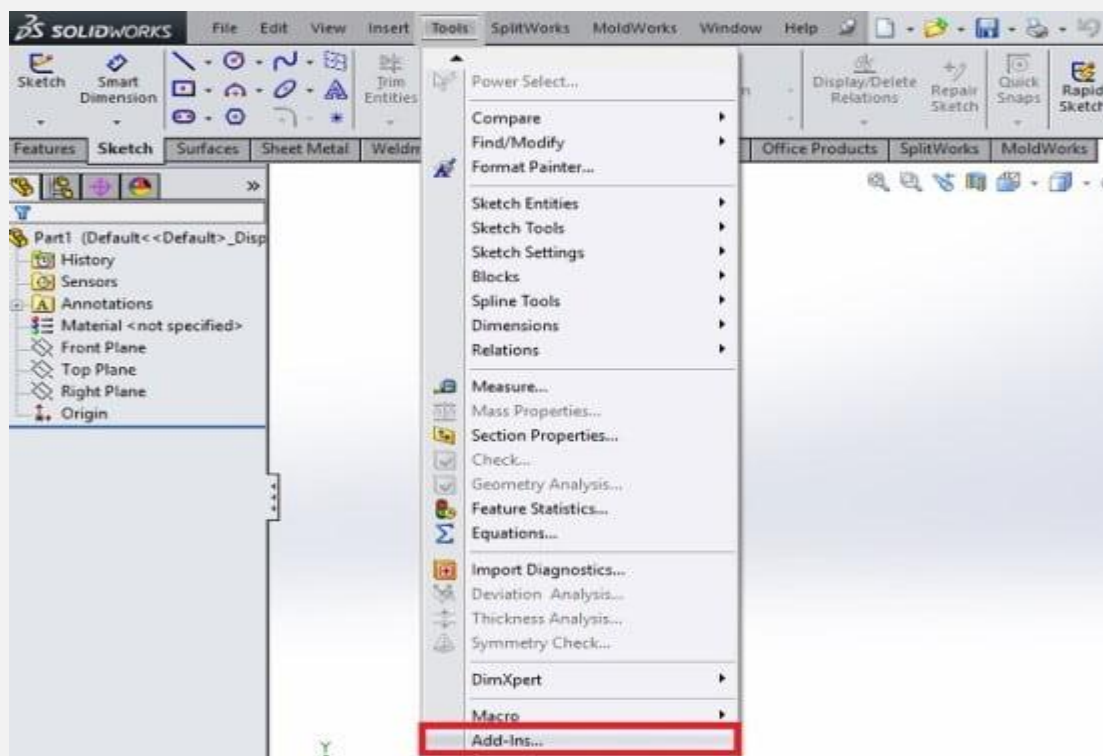 SOLIDWORKS File Edit View Insert Tools SplitWorks MoldWorks Window Help
Sketch Smart Dimension Trim Entities Display/Delete Relations Repair Sketch Quick Snaps Rapid Sketch
Features Sketch Surfaces Sheet Metal Office Products SplitWorks MoldWorks
Part1 (Default<<Default>_Disp
History
Sensors
Annotations
Material <not specified>
Front Plane
Top Plane
Right Plane
Origin
Power Select...
Compare
Find/Modify
Format Painter...
Sketch Entities
Sketch Tools
Sketch Settings
Blocks
Spline Tools
Dimensions
Relations
Measure...
Mass Properties...
Section Properties...
Check...
Geometry Analysis...
Feature Statistics...
Equations...
Import Diagnostics...
Deviation Analysis...
Thickness Analysis...
Symmetry Check...
DimXpert
Macro
Add-Ins...